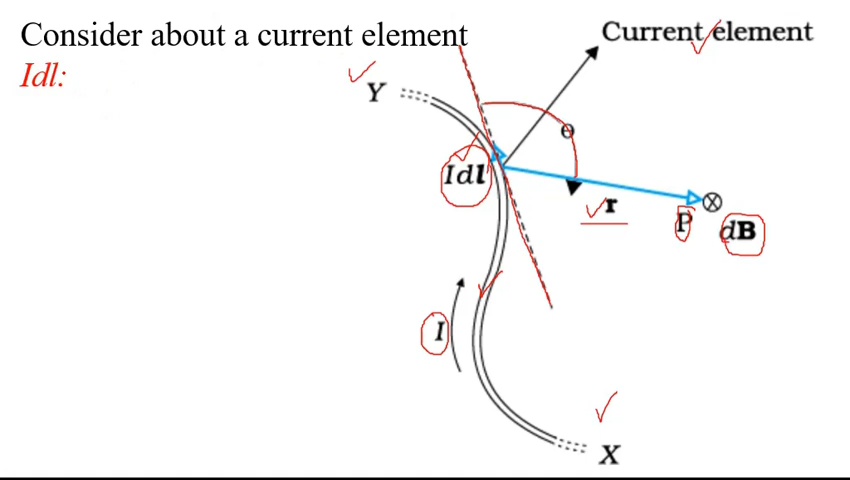 Consider about a current element
Idl:
Current element
Y
θ
Idl
r
P
dB
I
X